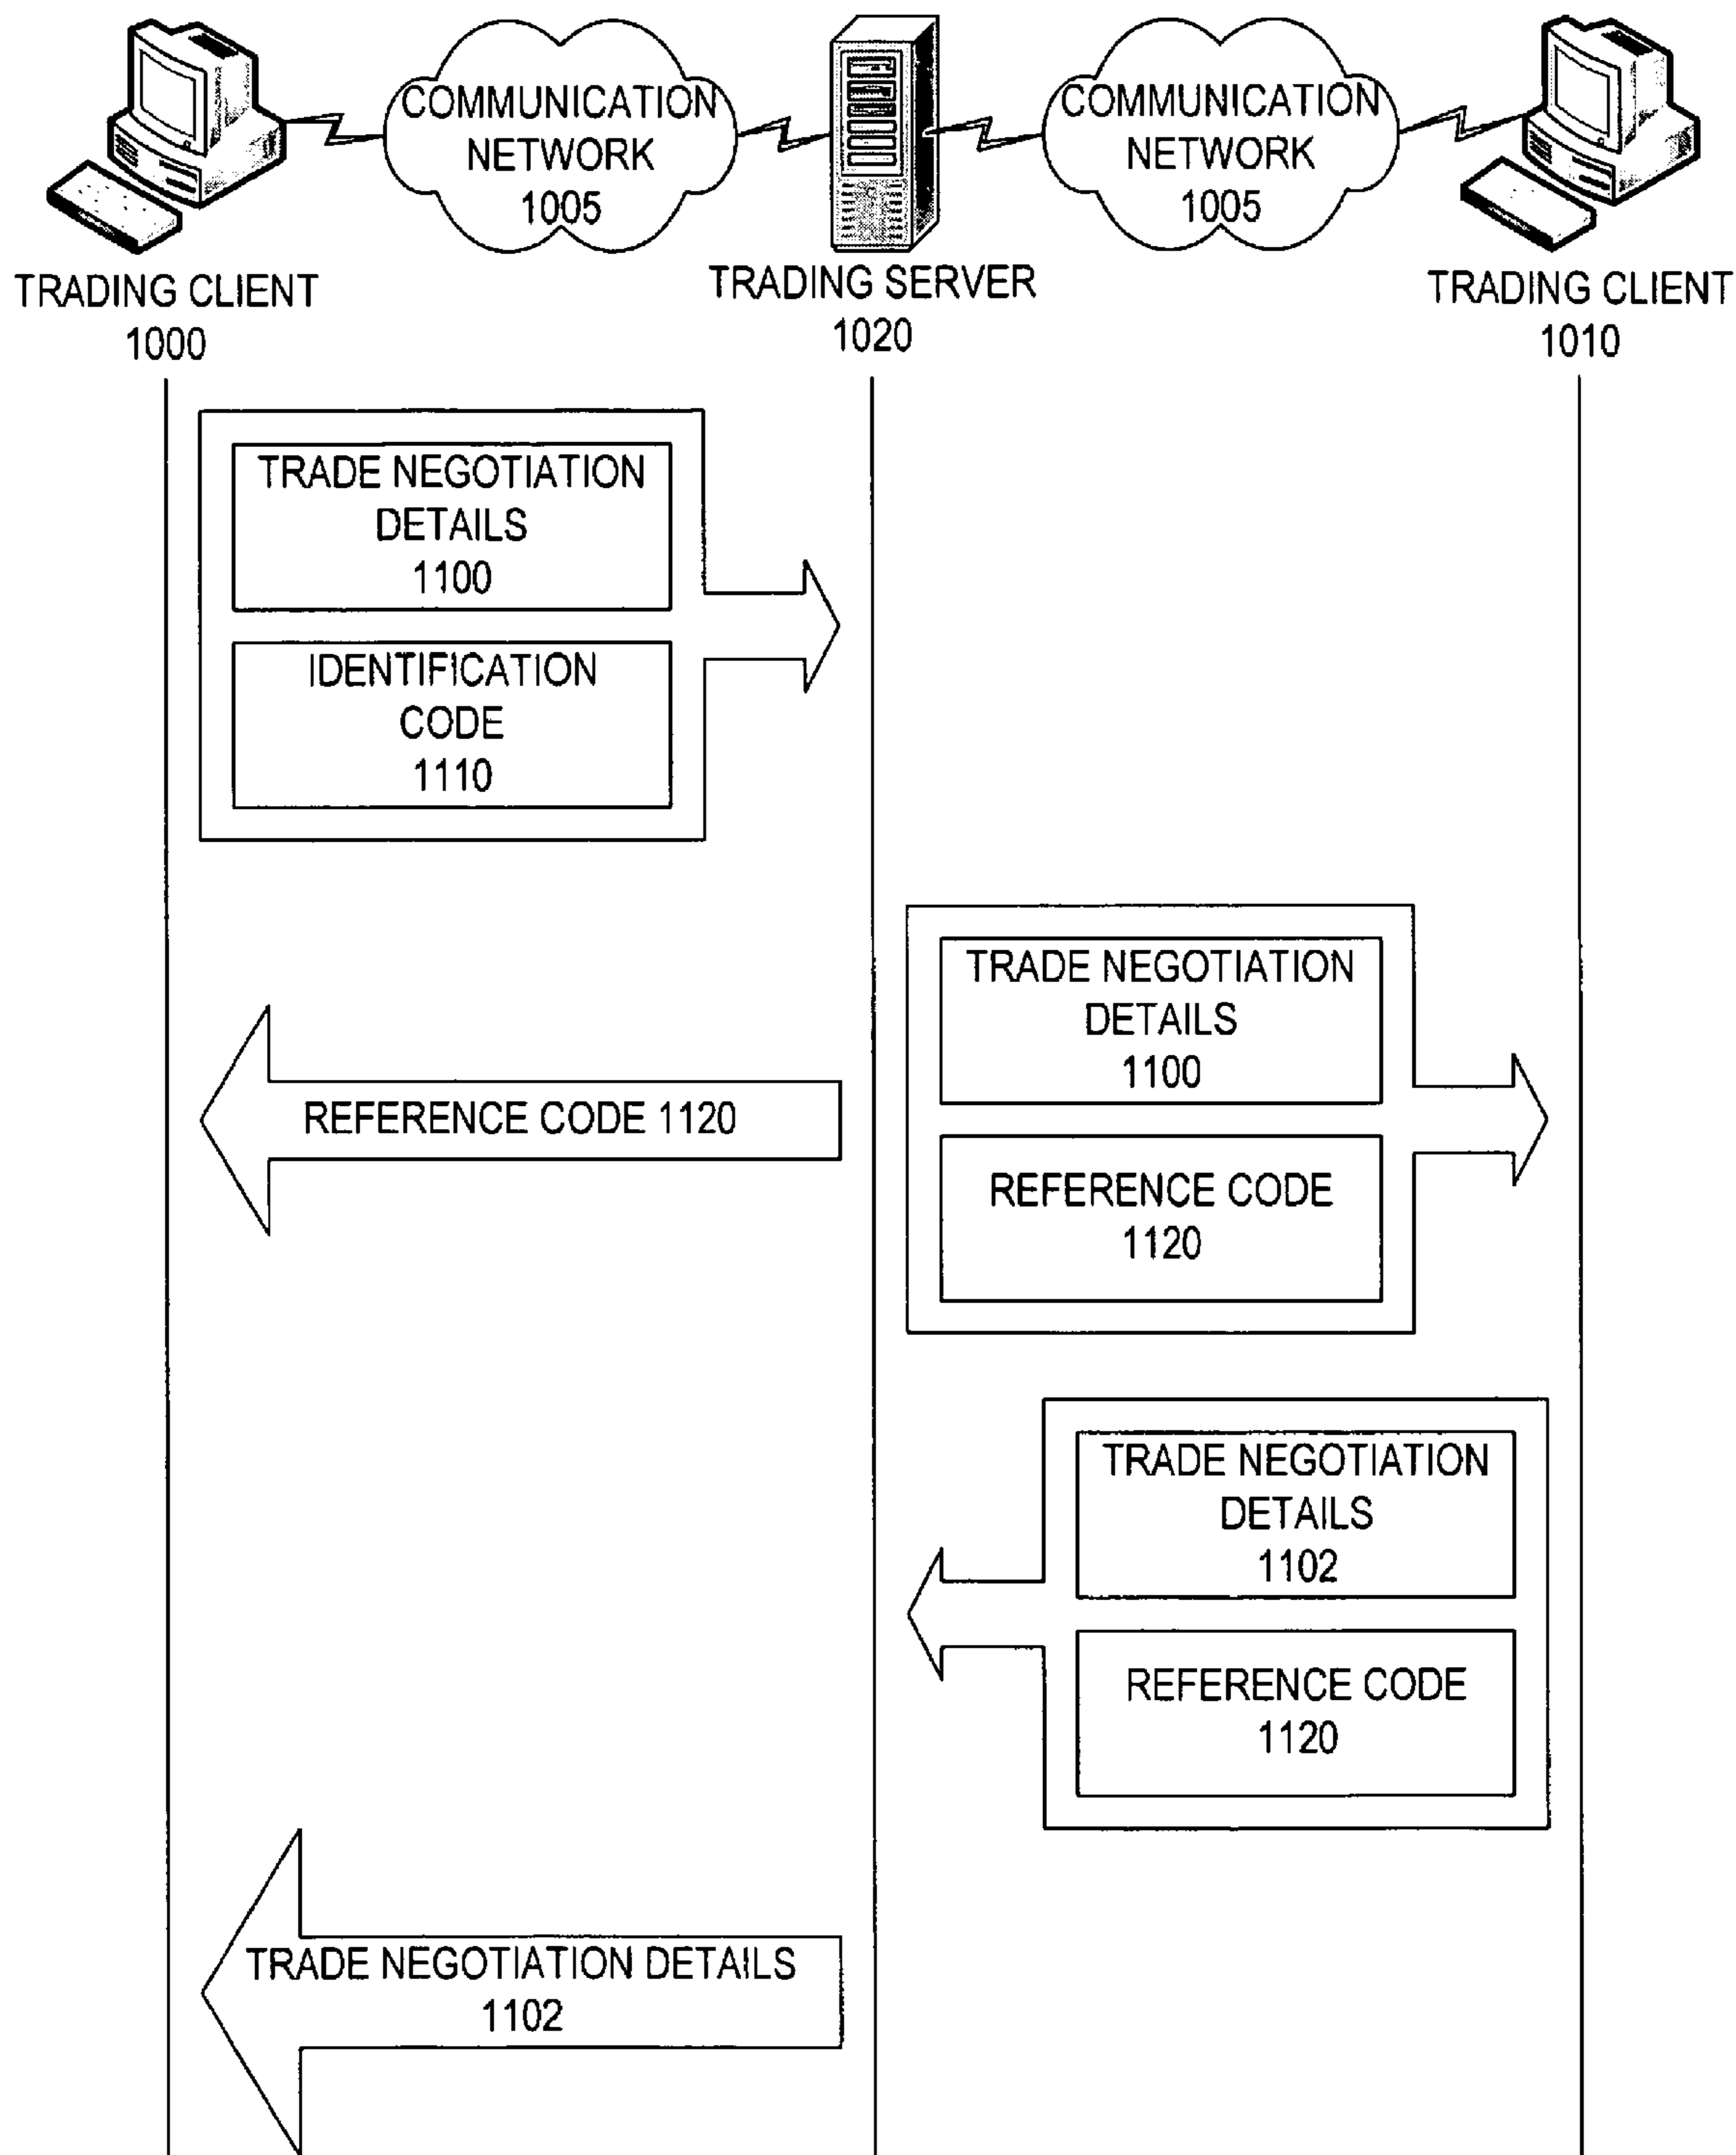 COMMUNICATION
NETWORK
1005
COMMUNICATION
NETWORK
1005
TRADING CLIENT
1000
TRADING SERVER
1020
TRADING CLIENT
1010
TRADE NEGOTIATION
DETAILS
1100
IDENTIFICATION
CODE
1110
TRADE NEGOTIATION
DETAILS
1100
REFERENCE CODE 1120
REFERENCE CODE
1120
TRADE NEGOTIATION
DETAILS
1102
REFERENCE CODE
1120
TRADE NEGOTIATION DETAILS
1102